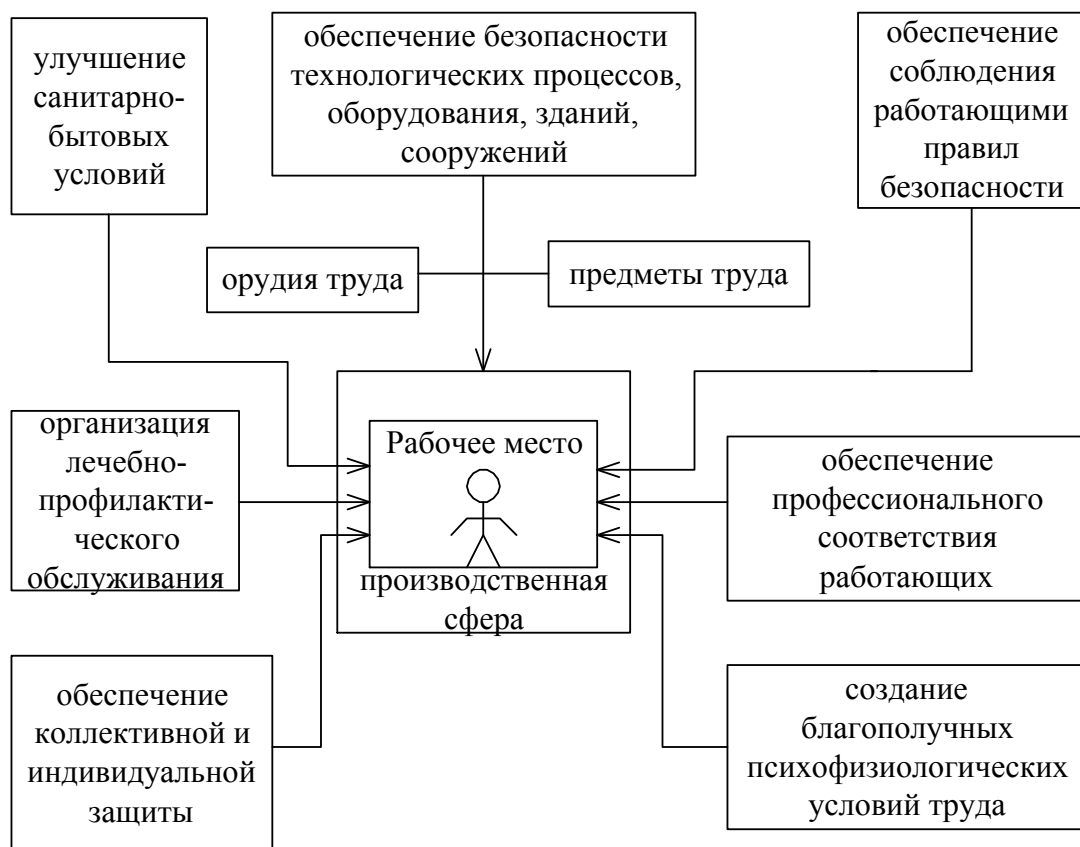 улучшение
санитарно-
бытовых
условий
обеспечение безопасности
технологических процессов,
оборудования, зданий,
сооружений
обеспечение
соблюдения
работающими
правил
безопасности
орудия труда
предметы труда
организация
лечебно-
профилакти-
ческого
обслуживания
Рабочее место
производственная
сфера
обеспечение
профессионального
соответствия
работающих
обеспечение
коллективной и
индивидуальной
защиты
создание
благополучных
психофизиологических
условий труда